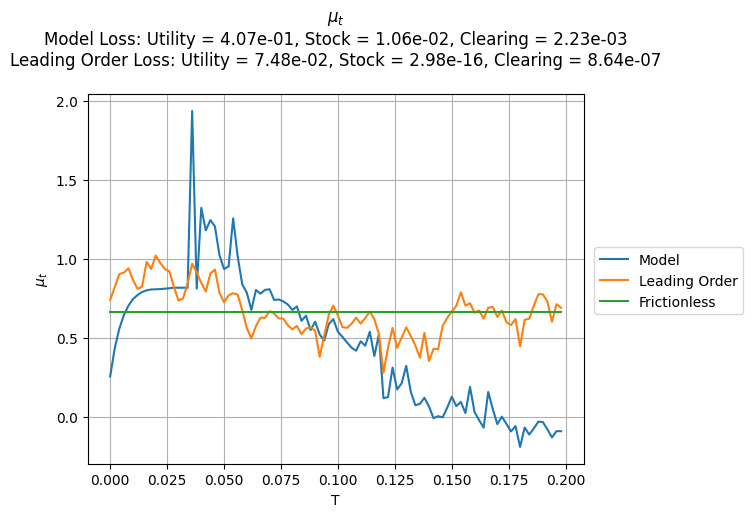 μt
Model Loss: Utility = 4.07e-01, Stock = 1.06e-02, Clearing = 2.23e-03
Leading Order Loss: Utility = 7.48e-02, Stock = 2.98e-16, Clearing = 8.64e-07
2.0
1.5
1.0
0.5
0.0
μt
0.000 0.025 0.050 0.075 0.100 0.125 0.150 0.175 0.200
T
Model
Leading Order
Frictionless